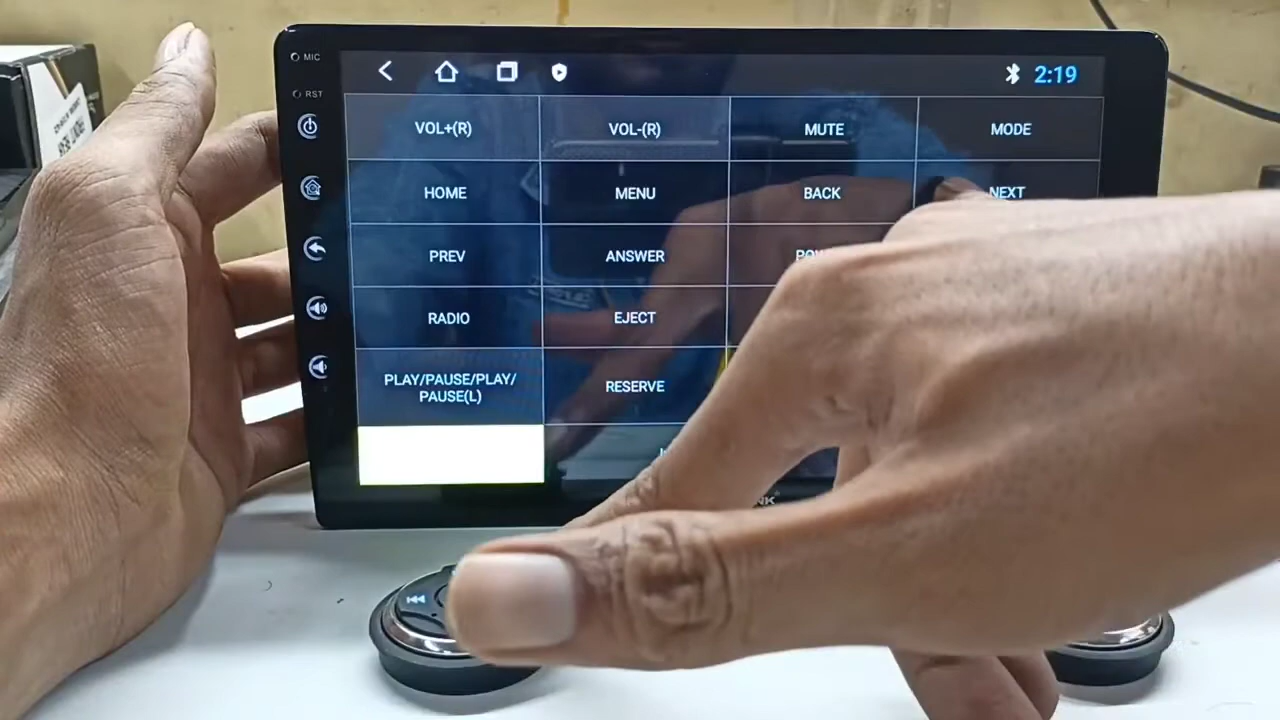 MIC
2:19
RST
VOL+(R)
VOL-(R)
MUTE
MODE
HOME
MENU
BACK
NEXT
PREV
ANSWER
RADIO
EJECT
PLAY/PAUSE/PLAY/
PAUSE(L)
RESERVE